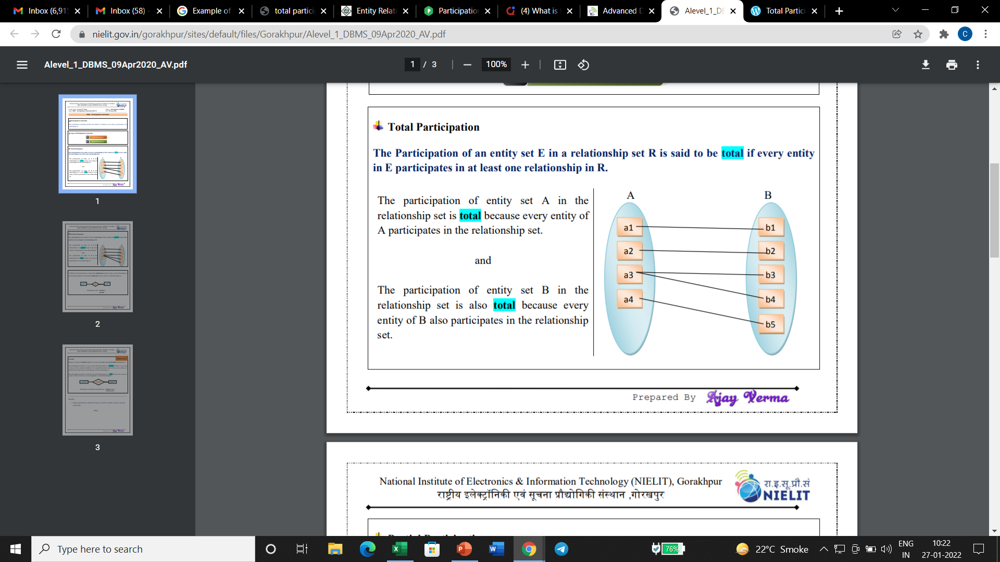 Inbox (6,91
Inbox (58) -
Example of
total partici
Entity Relati
Participation
(4) What is
Advanced D
Alevel_1_DB
Total Partici
nielit.gov.in/gorakhpur/sites/default/files/Gorakhpur/Alevel_1_DBMS_09Apr2020_AV.pdf
C
Alevel_1_DBMS_09Apr2020_AV.pdf
1 / 3
100%
1
2
3
Total Participation
The Participation of an entity set E in a relationship set R is said to be total if every entity
in E participates in at least one relationship in R.
The participation of entity set A in the
relationship set is total because every entity of
A participates in the relationship set.
and
The participation of entity set B in the
relationship set is also total because every
entity of B also participates in the relationship
set.
A
B
a1
b1
a2
b2
a3
b3
a4
b4
b5
Prepared By Ajay Verma
National Institute of Electronics & Information Technology (NIELIT), Gorakhpur
राष्ट्रीय इलेक्ट्रॉनिकी एवं सूचना प्रौद्योगिकी संस्थान ,गोरखपुर
रा.इ.सू.प्रौ.सं
NIELIT
Type here to search
76%
22°C Smoke
ENG
IN
10:22
27-01-2022